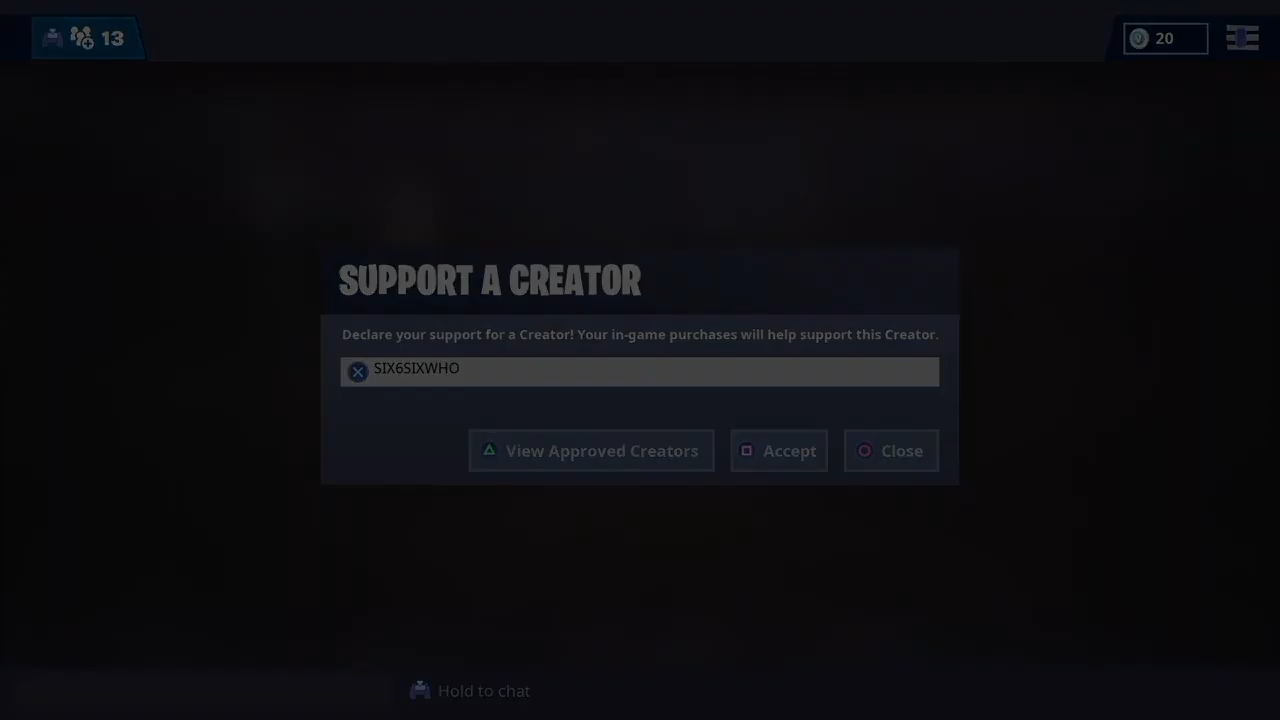 13
20
SUPPORT A CREATOR
Declare your support for a Creator! Your in-game purchases will help support this Creator.
SIX6SIXWHO
View Approved Creators
Accept
Close
Hold to chat